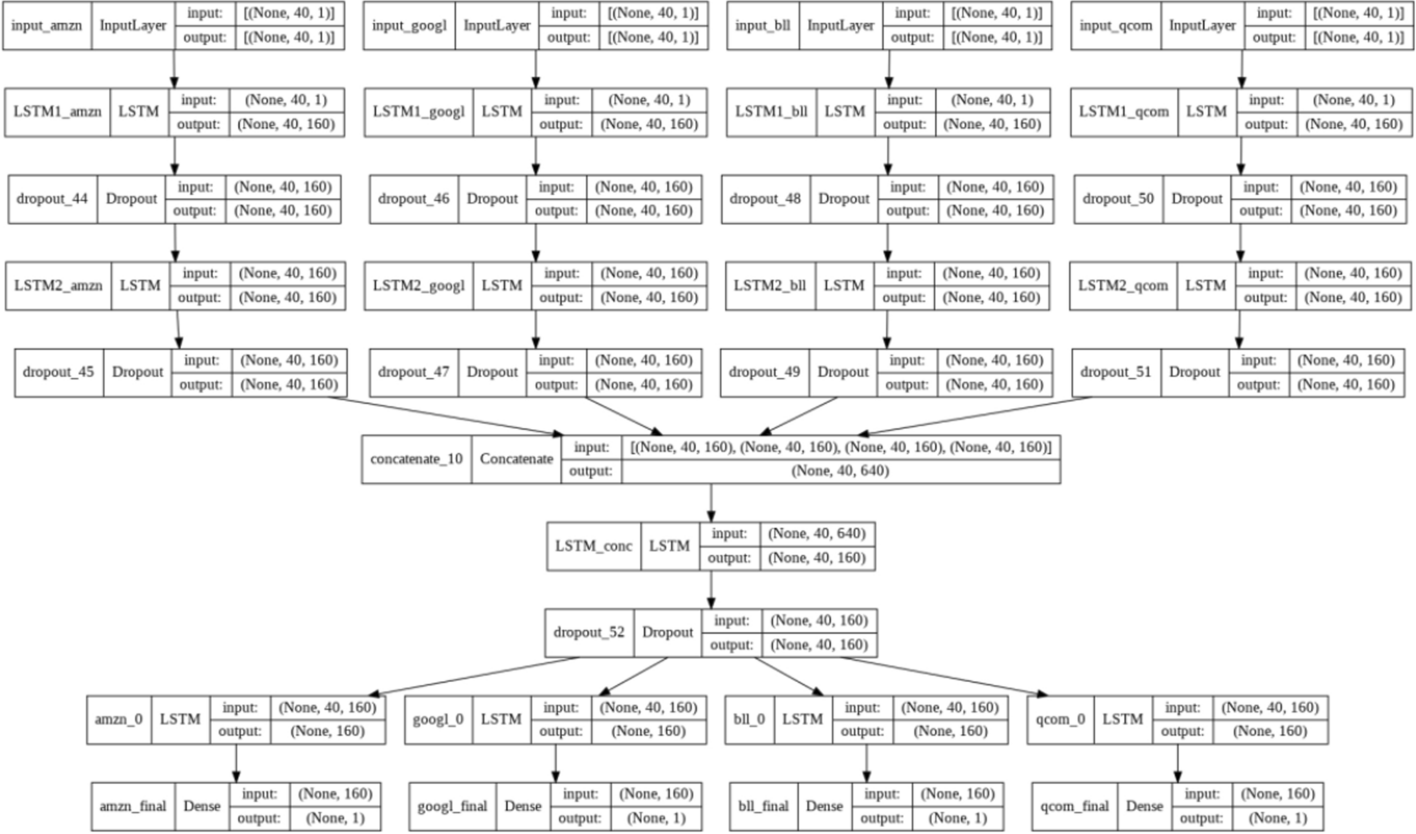 input_amzn InputLayer input: [(None, 40, 1)] output: [(None, 40, 1)]
input_googl InputLayer input: [(None, 40, 1)] output: [(None, 40, 1)]
input_bll InputLayer input: [(None, 40, 1)] output: [(None, 40, 1)]
input_qcom InputLayer input: [(None, 40, 1)] output: [(None, 40, 1)]
LSTM1_amzn LSTM input: (None, 40, 1) output: (None, 40, 160)
LSTM1_googl LSTM input: (None, 40, 1) output: (None, 40, 160)
LSTM1_bll LSTM input: (None, 40, 1) output: (None, 40, 160)
LSTM1_qcom LSTM input: (None, 40, 1) output: (None, 40, 160)
dropout_44 Dropout input: (None, 40, 160) output: (None, 40, 160)
dropout_46 Dropout input: (None, 40, 160) output: (None, 40, 160)
dropout_48 Dropout input: (None, 40, 160) output: (None, 40, 160)
dropout_50 Dropout input: (None, 40, 160) output: (None, 40, 160)
LSTM2_amzn LSTM input: (None, 40, 160) output: (None, 40, 160)
LSTM2_googl LSTM input: (None, 40, 160) output: (None, 40, 160)
LSTM2_bll LSTM input: (None, 40, 160) output: (None, 40, 160)
LSTM2_qcom LSTM input: (None, 40, 160) output: (None, 40, 160)
dropout_45 Dropout input: (None, 40, 160) output: (None, 40, 160)
dropout_47 Dropout input: (None, 40, 160) output: (None, 40, 160)
dropout_49 Dropout input: (None, 40, 160) output: (None, 40, 160)
dropout_51 Dropout input: (None, 40, 160) output: (None, 40, 160)
concatenate_10 Concatenate input: [(None, 40, 160), (None, 40, 160), (None, 40, 160), (None, 40, 160)] output: (None, 40, 640)
LSTM_conc LSTM input: (None, 40, 640) output: (None, 40, 160)
dropout_52 Dropout input: (None, 40, 160) output: (None, 40, 160)
amzn_0 LSTM input: (None, 40, 160) output: (None, 160)
googl_0 LSTM input: (None, 40, 160) output: (None, 160)
bll_0 LSTM input: (None, 40, 160) output: (None, 160)
qcom_0 LSTM input: (None, 40, 160) output: (None, 160)
amzn_final Dense input: (None, 160) output: (None, 1)
googl_final Dense input: (None, 160) output: (None, 1)
bll_final Dense input: (None, 160) output: (None, 1)
qcom_final Dense input: (None, 160) output: (None, 1)